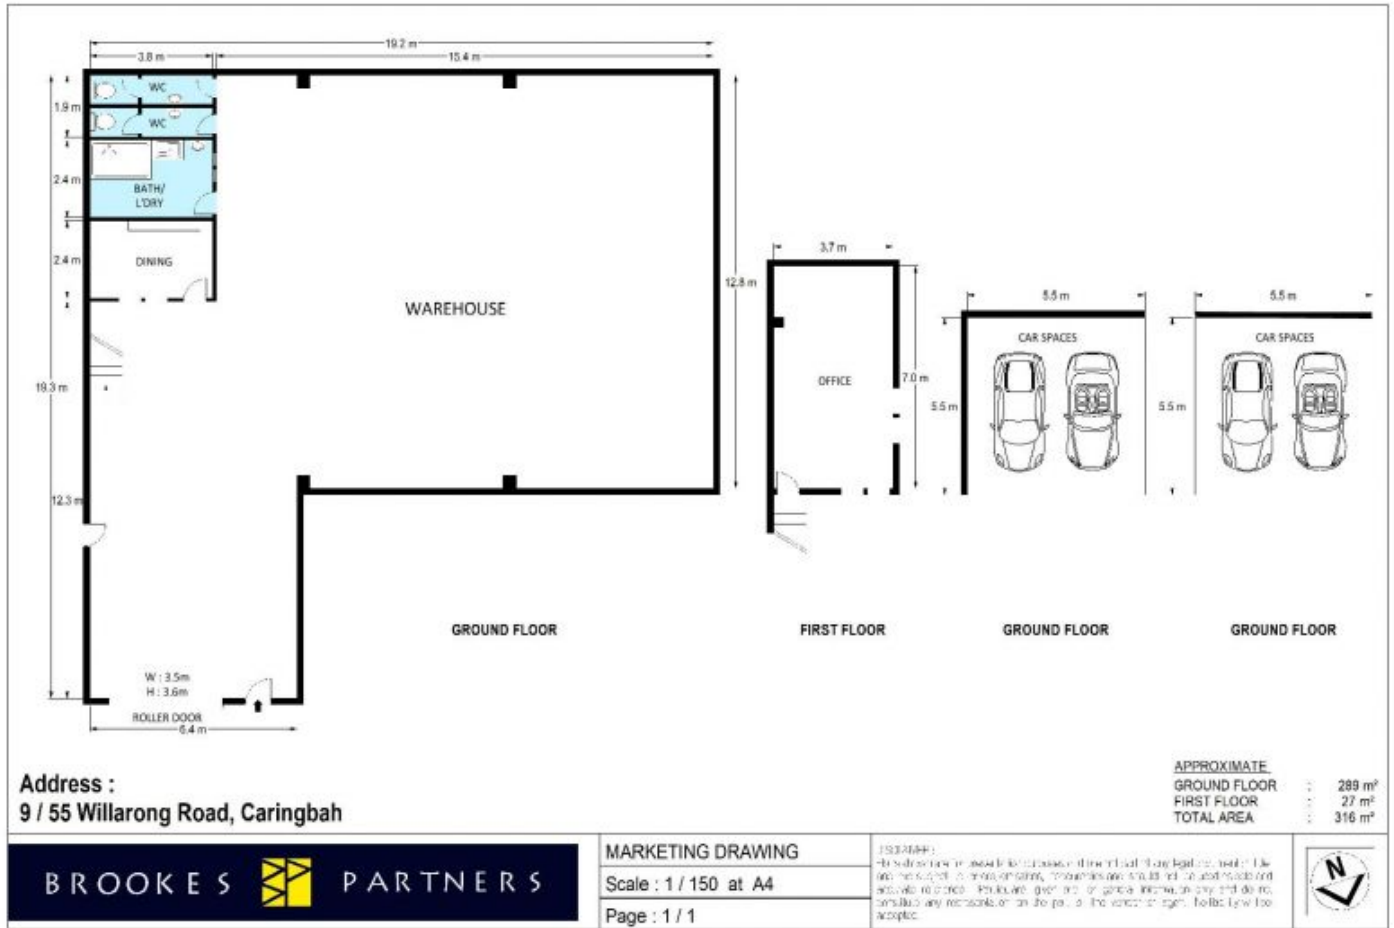 19.2 m
3.8 m
15.4 m
WC
1.9 m
WC
2.4 m
BATH/
L'DRY
2.4 m
DINING
WAREHOUSE
12.8 m
19.3 m
12.3 m
W : 3.5m
H : 3.6m
ROLLER DOOR
6.4 m
GROUND FLOOR
3.7 m
OFFICE
7.0 m
FIRST FLOOR
5.5 m
CAR SPACES
5.5 m
GROUND FLOOR
5.5 m
CAR SPACES
5.5 m
GROUND FLOOR
Address :
9 / 55 Willarong Road, Caringbah
APPROXIMATE
GROUND FLOOR : 289 m²
FIRST FLOOR : 27 m²
TOTAL AREA : 316 m²
BROOKES PARTNERS
MARKETING DRAWING
Scale : 1 / 150 at A4
Page : 1 / 1
N